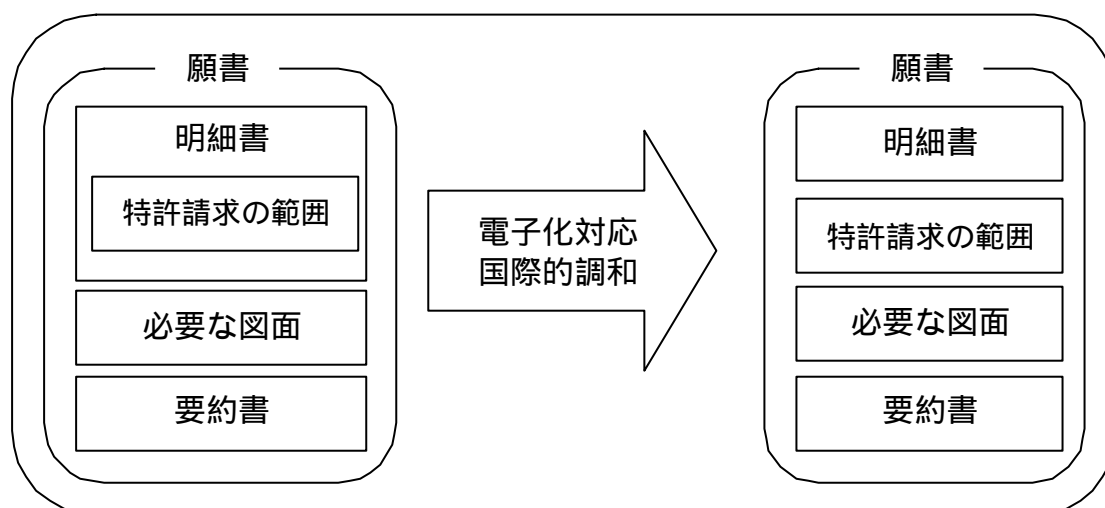 願書
明細書
特許請求の範囲
必要な図面
要約書
電子化対応
国際的調和
願書
明細書
特許請求の範囲
必要な図面
要約書